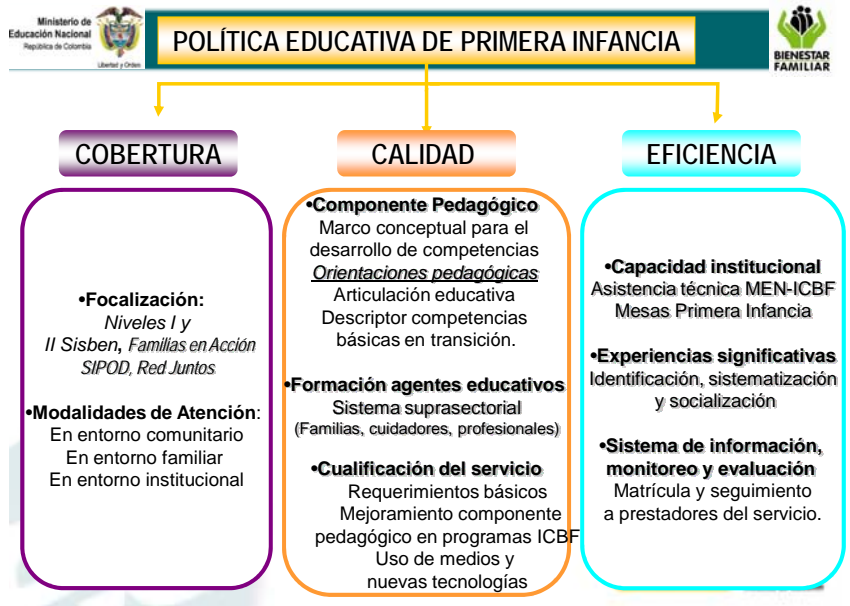 Ministerio de
Educación Nacional
República de Colombia
Libertad y Orden
POLÍTICA EDUCATIVA DE PRIMERA INFANCIA
BIENESTAR
FAMILIAR
COBERTURA
•Focalización:
Niveles I y
II Sisben, Familias en Acción
SIPOD, Red Juntos
•Modalidades de Atención:
En entorno comunitario
En entorno familiar
En entorno institucional
CALIDAD
•Componente Pedagógico
Marco conceptual para el
desarrollo de competencias
Orientaciones pedagógicas
Articulación educativa
Descriptor competencias
básicas en transición.
•Formación agentes educativos
Sistema suprasectorial
(Familias, cuidadores, profesionales)
•Cualificación del servicio
Requerimientos básicos
Mejoramiento componente
pedagógico en programas ICBF
Uso de medios y
nuevas tecnologías
EFICIENCIA
•Capacidad institucional
Asistencia técnica MEN-ICBF
Mesas Primera Infancia
•Experiencias significativas
Identificación, sistematización
y socialización
•Sistema de información,
monitoreo y evaluación
Matrícula y seguimiento
a prestadores del servicio.